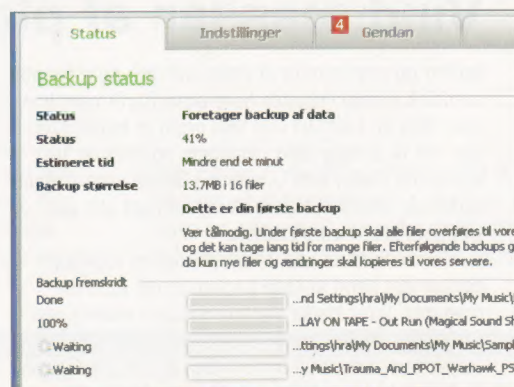 Status Indstillinger 4 Gendan
Backup status
Status Foretager backup af data
Status 41%
Estimeret tid Mindre end et minut
Backup størrelse 13.7MB i 16 filer
Dette er din første backup
Vær tålmodig. Under første backup skal alle filer overføres til vore
og det kan tage lang tid for mange filer. Efterfølgende backups g
da kun nye filer og ændringer skal kopieres til vores servere.
Backup fremskridt
Done ...nd Settings\hra\My Documents\My Music\
100% ...LAY ON TAPE - Out Run (Magical Sound Sh
Waiting ...ttings\hra\My Documents\My Music\Sampl
Waiting ...y Music\Trauma_And_PPOT_Warhawk_PS